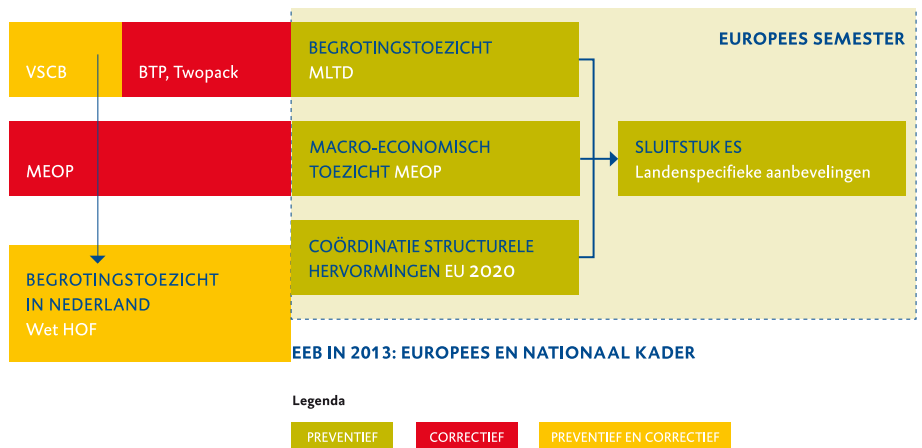 VSCB
BTP, Twopack
BEGROTINGSTOEZICHT
MLTD
EUROPEES SEMESTER
MEOP
MACRO-ECONOMISCH
TOEZICHT MEOP
SLUITSTUK ES
Landenspecifieke aanbevelingen
BEGROTINGSTOEZICHT
IN NEDERLAND
Wet HOF
COÖRDINATIE STRUCTURELE
HERVORMINGEN EU 2020
EEB IN 2013: EUROPEES EN NATIONAAL KADER
Legenda
PREVENTIEF
CORRECTIEF
PREVENTIEF EN CORRECTIEF